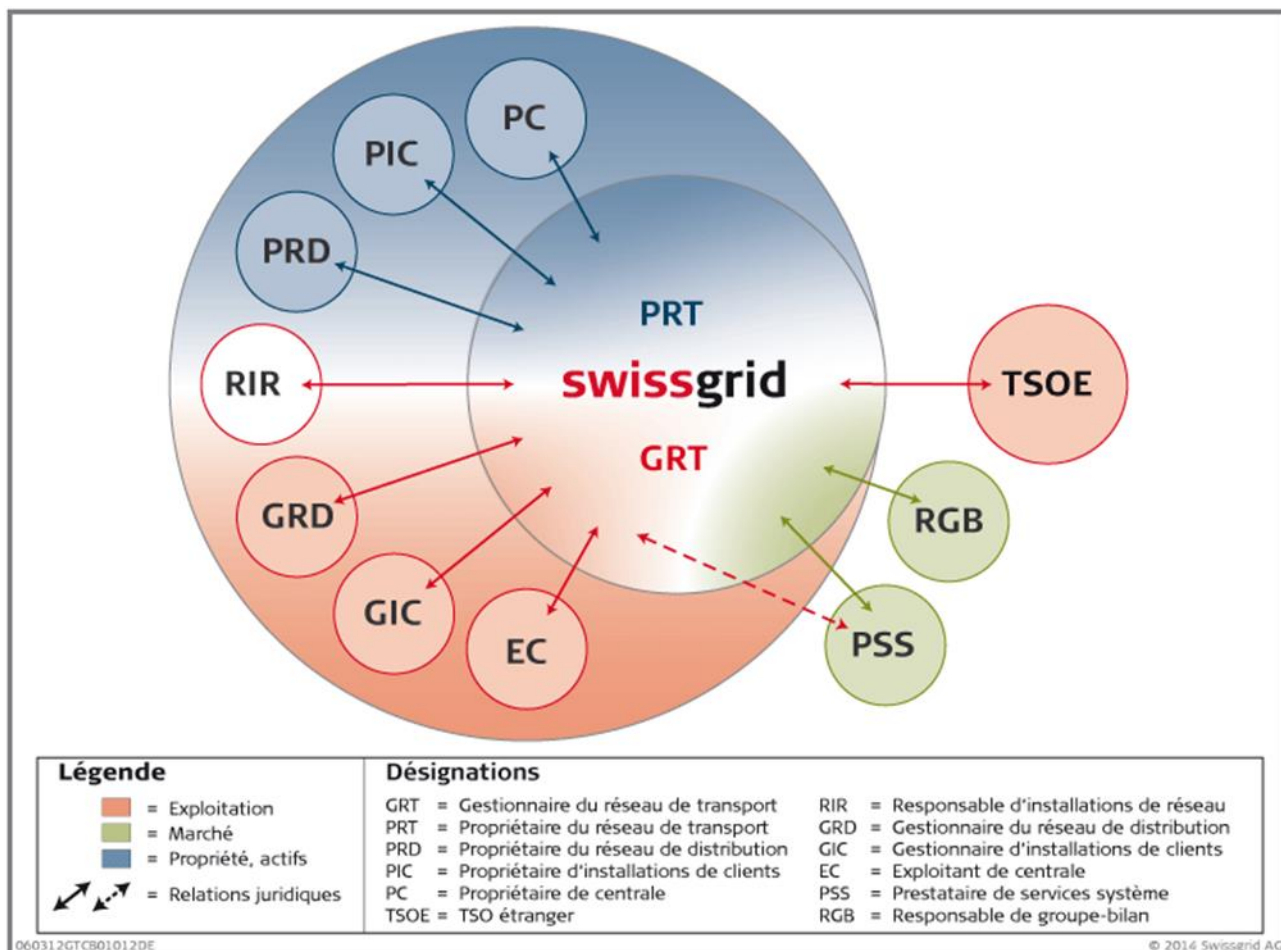 PC
PIC
PRD
PRT
RIR
swissgrid
TSOE
GRT
GRD
RGB
GIC
EC
PSS
Légende
= Exploitation
= Marché
= Propriété, actifs
= Relations juridiques
Désignations
GRT = Gestionnaire du réseau de transport
PRT = Propriétaire du réseau de transport
PRD = Propriétaire du réseau de distribution
PIC = Propriétaire d'installations de clients
PC = Propriétaire de centrale
TSOE = TSO étranger
RIR = Responsable d'installations de réseau
GRD = Gestionnaire du réseau de distribution
GIC = Gestionnaire d'installations de clients
EC = Exploitant de centrale
PSS = Prestataire de services système
RGB = Responsable de groupe-bilan
060312GTCB01012DE
© 2014 Swissgrid AG